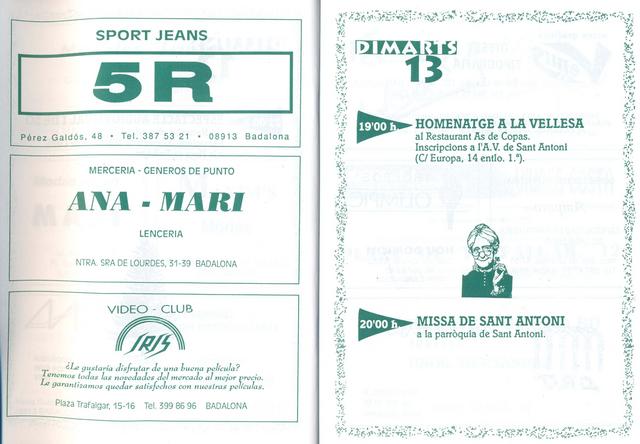 SPORT JEANS
5R
Pérez Galdós, 48 • Tel. 387 53 21 • 08913 Badalona
MERCERIA - GENEROS DE PUNTO
ANA - MARI
LENCERIA
NTRA. SRA DE LOURDES, 31-39 BADALONA
VIDEO - CLUB
IRIS
¿Le gustaría disfrutar de una buena película?
Tenemos todas las novedades del mercado al mejor precio.
Le garantizamos quedar satisfechos con nuestras películas.
Plaza Trafalgar, 15-16 Tel. 399 86 96 BADALONA
DIMARTS
13
19'00 h. HOMENATGE A LA VELLESA
al Restaurant As de Copas.
Inscripcions a l'A.V. de Sant Antoni
(C/ Europa, 14 entlo. 1.ª).
20'00 h. MISSA DE SANT ANTONI
a la parròquia de Sant Antoni.